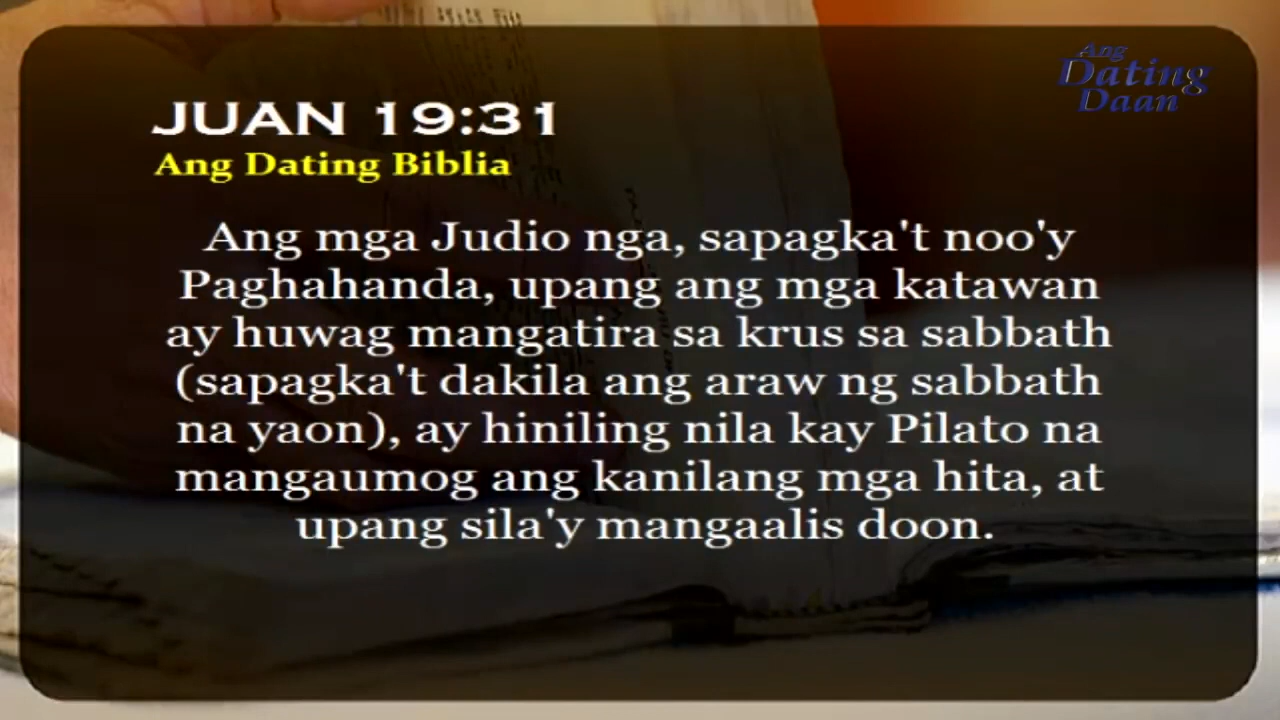 Ang
Dating
Daan
JUAN 19:31
Ang Dating Biblia
Ang mga Judio nga, sapagka't noo'y
Paghahanda, upang ang mga katawan
ay huwag mangatira sa krus sa sabbath
(sapagka't dakila ang araw ng sabbath
na yaon), ay hiniling nila kay Pilato na
mangaumog ang kanilang mga hita, at
upang sila'y mangaalis doon.